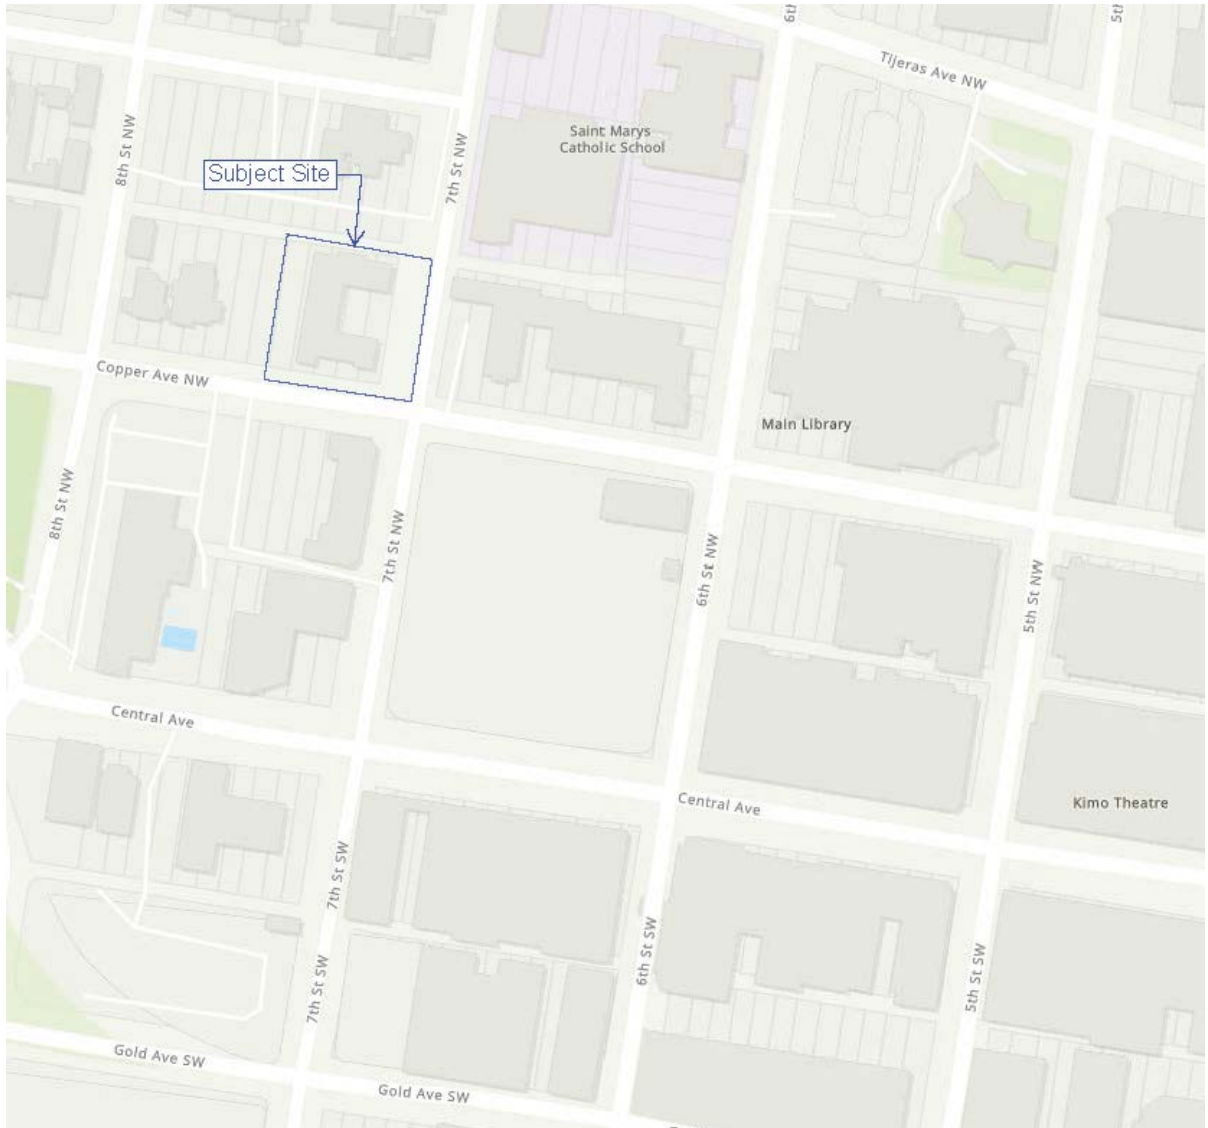 6th
5th
Tijeras Ave NW
Saint Marys
Catholic School
8th St NW
7th St NW
Subject Site
Copper Ave NW
Main Library
8th St NW
7th St NW
6th St NW
5th St NW
Central Ave
Central Ave
Kimo Theatre
7th St SW
6th St SW
5th St SW
7th St SW
Gold Ave SW
Gold Ave SW